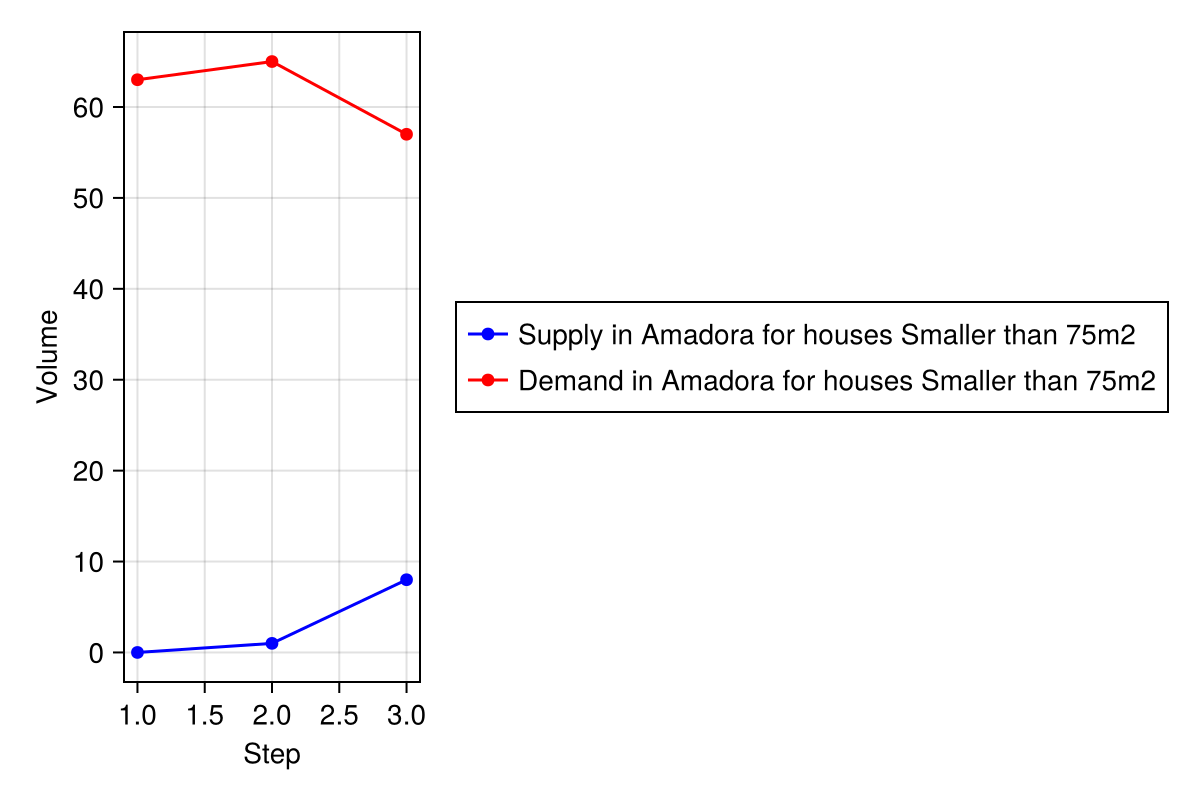 60
50
40
30
20
10
0
Volume
1.0 1.5 2.0 2.5 3.0
Step
Supply in Amadora for houses Smaller than 75m2
Demand in Amadora for houses Smaller than 75m2